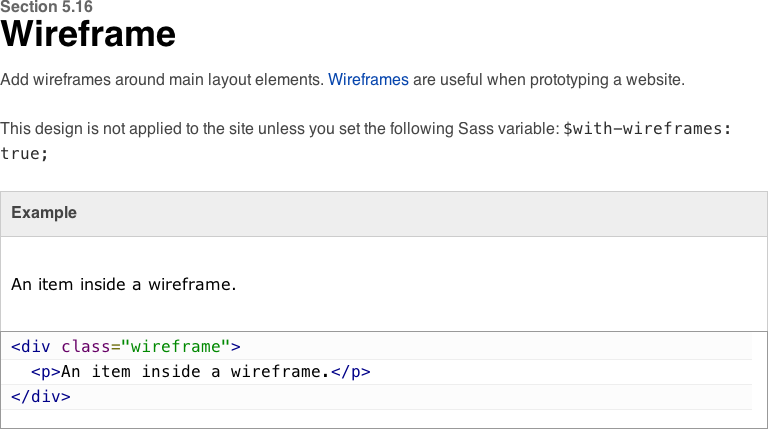 Section 5.16
Wireframe
Add wireframes around main layout elements. Wireframes are useful when prototyping a website.
This design is not applied to the site unless you set the following Sass variable: $with-wireframes:
true;
Example
An item inside a wireframe.
<div class="wireframe">
  <p>An item inside a wireframe.</p>
</div>